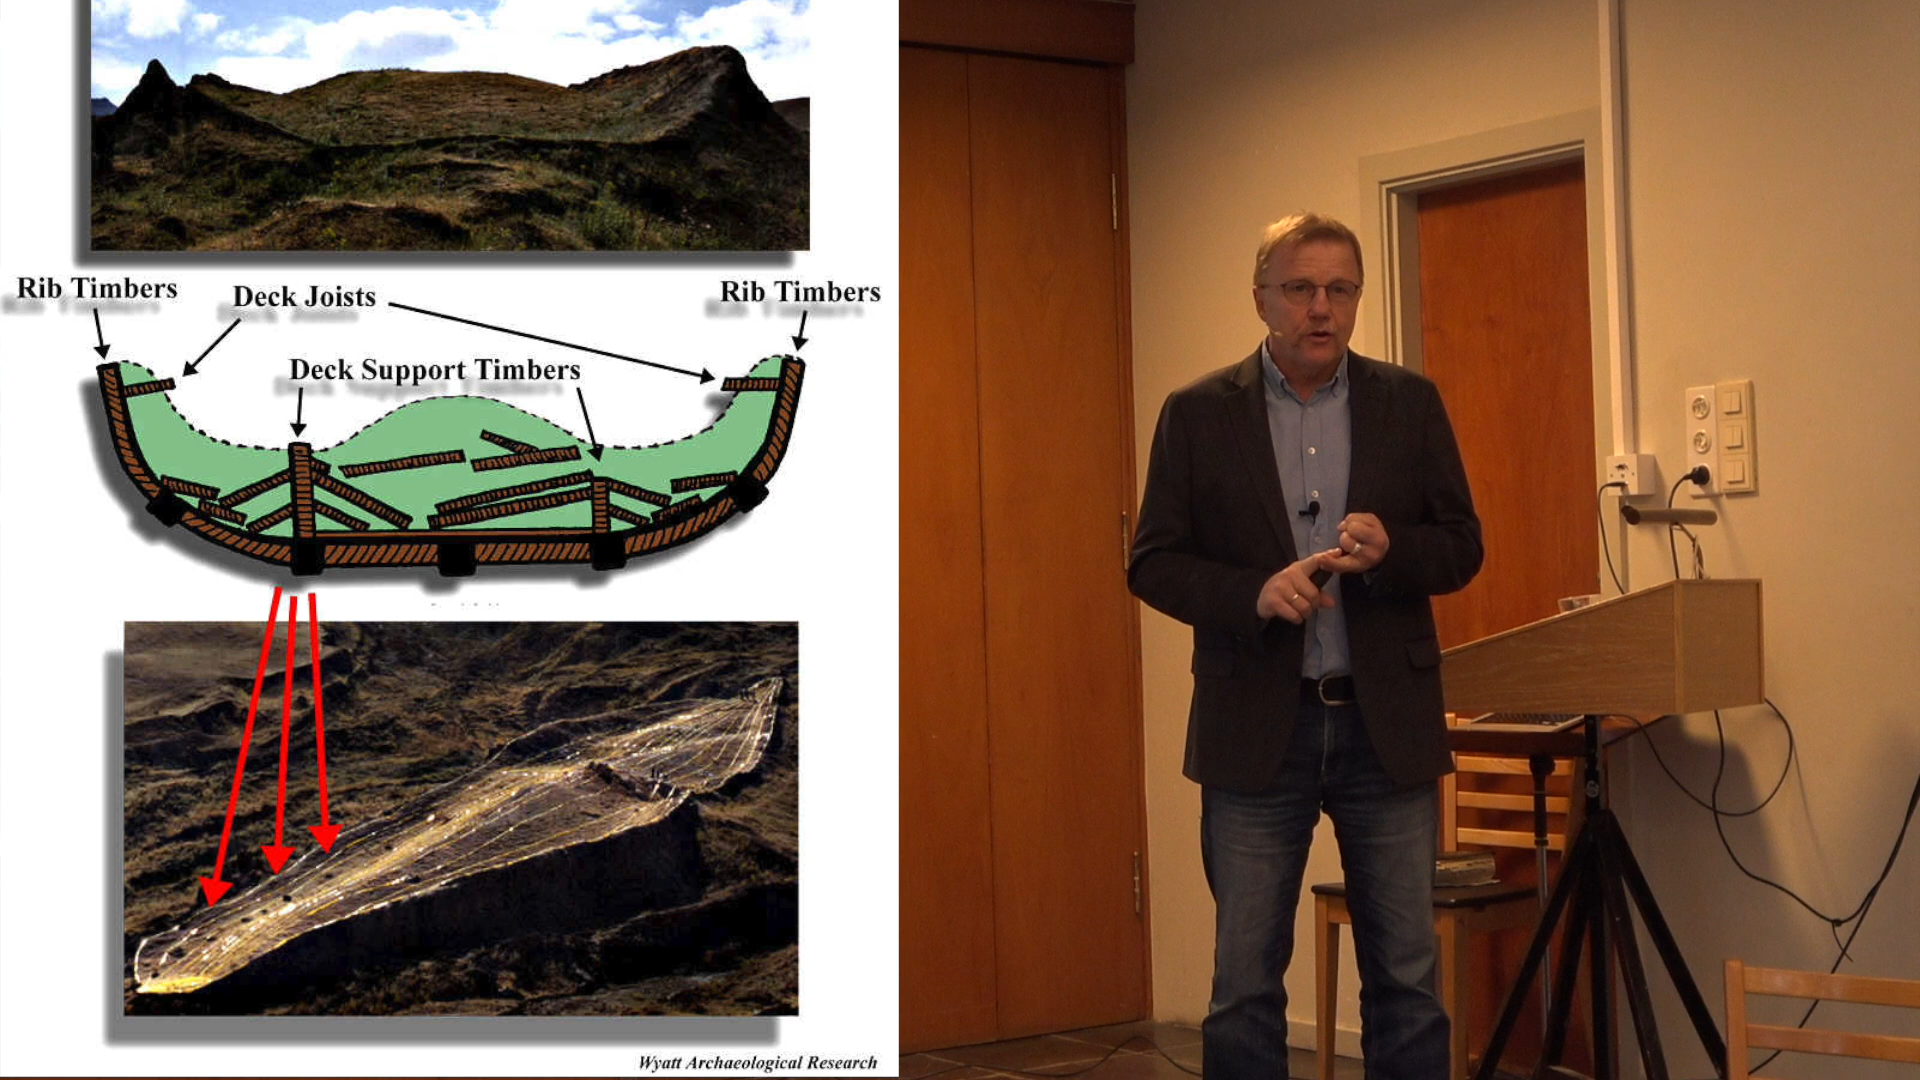 Rib Timbers
Deck Joists
Rib Timbers
Deck Support Timbers
Wyatt Archaeological Research